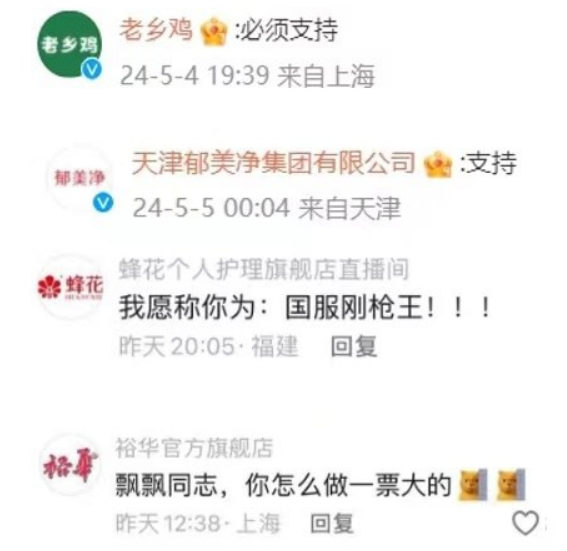 老乡鸡
老乡鸡 :必须支持
24-5-4 19:39 来自上海
郁美净
天津郁美净集团有限公司 :支持
24-5-5 00:04 来自天津
蜂花个人护理旗舰店直播间
蜂花
我愿称你为：国服刚枪王！！！
昨天 20:05 · 福建 回复
裕华官方旗舰店
裕华
飘飘同志，你怎么做一票大的
昨天 12:38 · 上海 回复